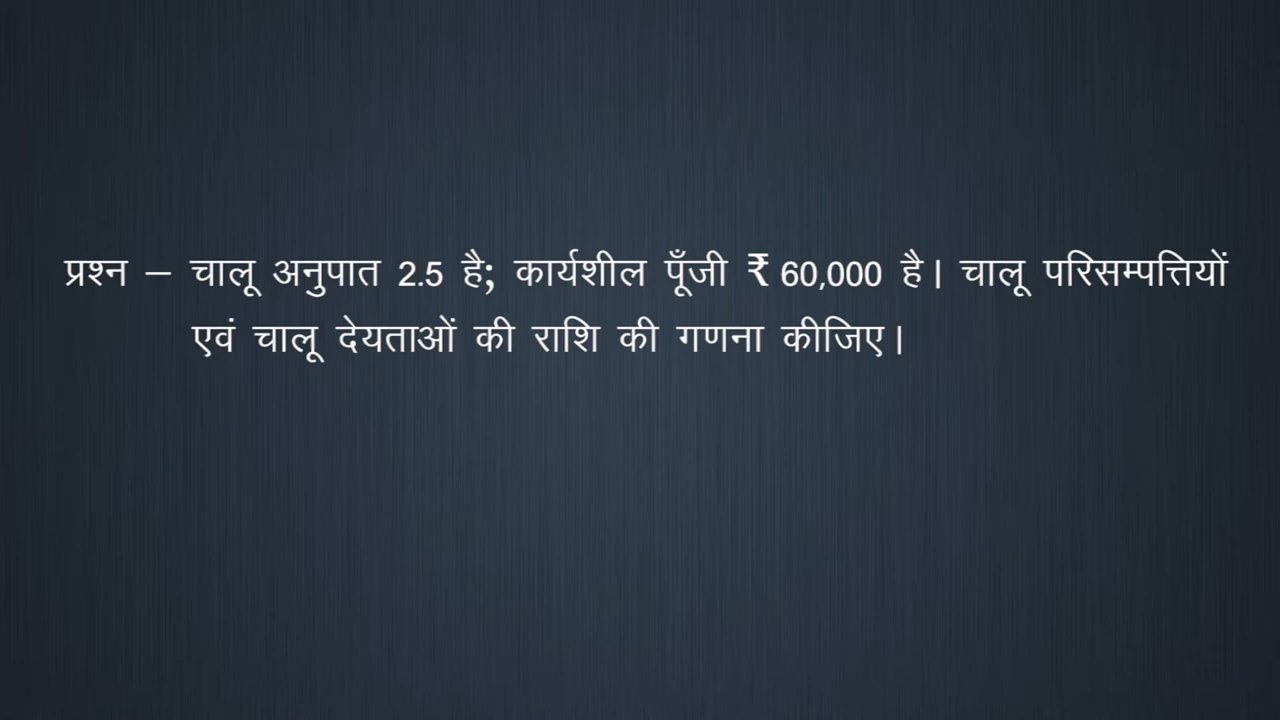 प्रश्न – चालू अनुपात 2.5 है; कार्यशील पूँजी ₹ 60,000 है। चालू परिसम्पत्तियों
एवं चालू देयताओं की राशि की गणना कीजिए।